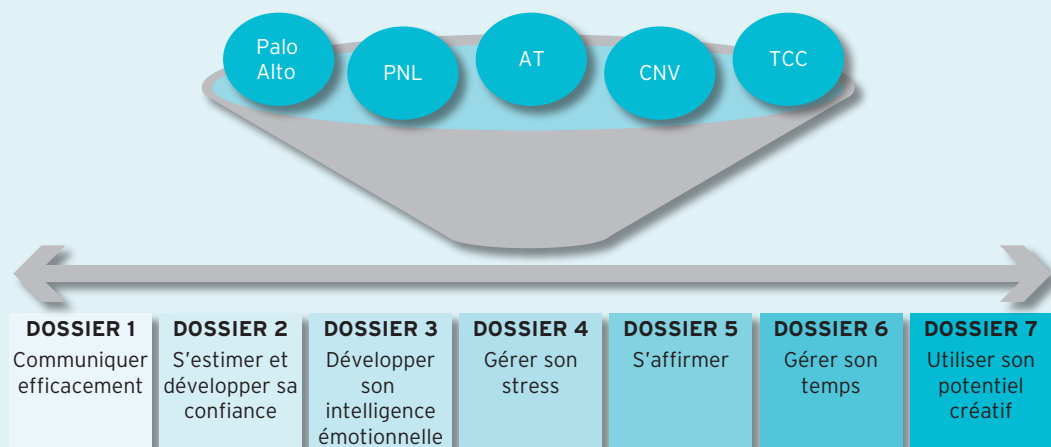 Palo
Alto
PNL
AT
CNV
TCC
DOSSIER 1
Communiquer
efficacement
DOSSIER 2
S'estimer et
développer sa
confiance
DOSSIER 3
Développer
son
intelligence
émotionnelle
DOSSIER 4
Gérer son
stress
DOSSIER 5
S'affirmer
DOSSIER 6
Gérer son
temps
DOSSIER 7
Utiliser son
potentiel
créatif